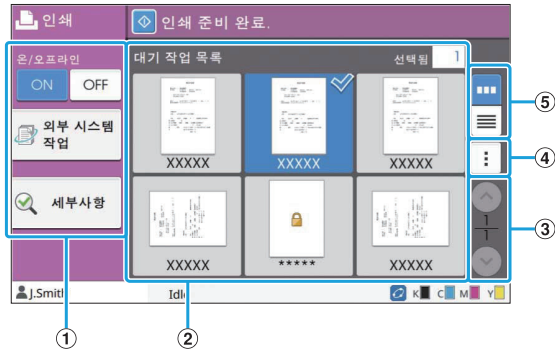 인쇄
인쇄 준비 완료.
온/오프라인
ON OFF
외부 시스템
작업
세부사항
대기 작업 목록
선택됨 1
XXXXX XXXXX XXXXX
XXXXX ***** XXXXX
1
1
J.Smith
Idle
K C M Y
⑤
④
③
① ②